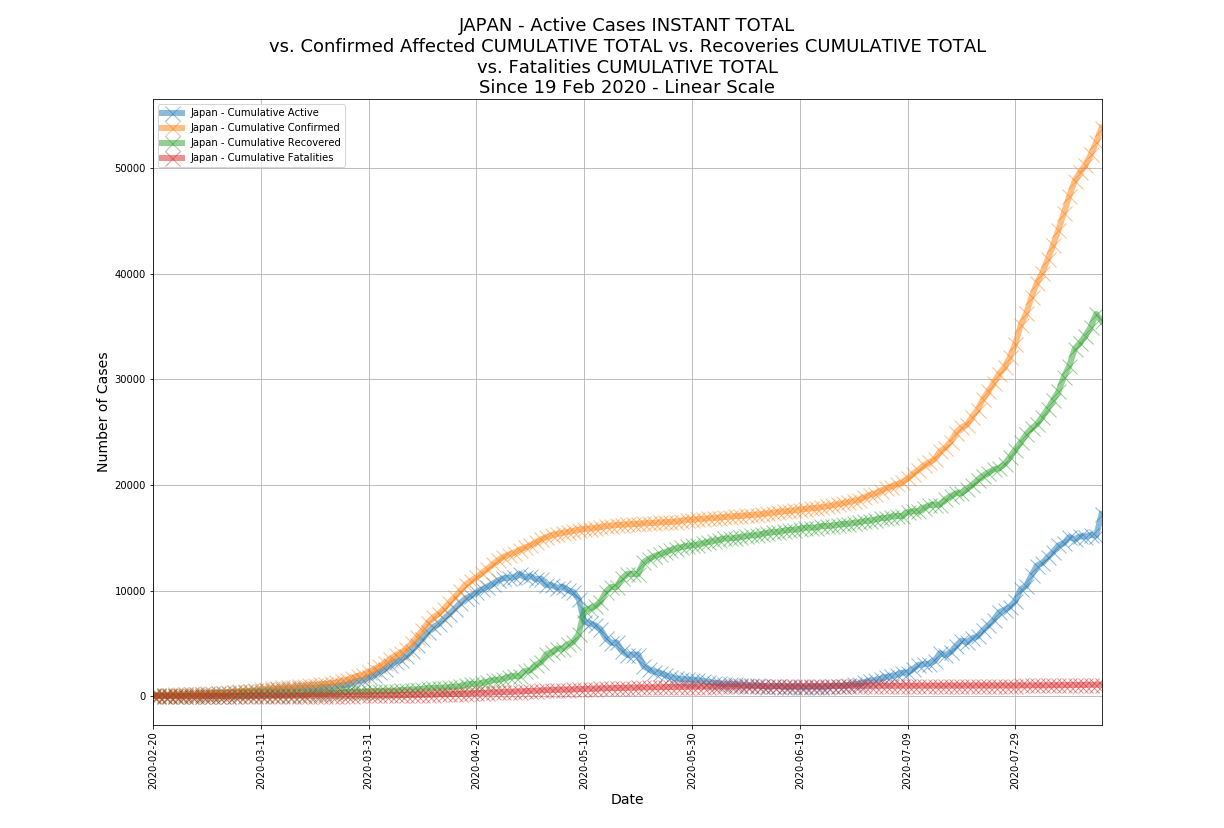 JAPAN - Active Cases INSTANT TOTAL
vs. Confirmed Affected CUMULATIVE TOTAL vs. Recoveries CUMULATIVE TOTAL
vs. Fatalities CUMULATIVE TOTAL
Since 19 Feb 2020 - Linear Scale
Japan - Cumulative Active
Japan - Cumulative Confirmed
Japan - Cumulative Recovered
Japan - Cumulative Fatalities
Number of Cases
50000
40000
30000
20000
10000
0
2020-02-20
2020-03-11
2020-03-31
2020-04-20
2020-05-10
2020-05-30
2020-06-19
2020-07-09
2020-07-29
Date